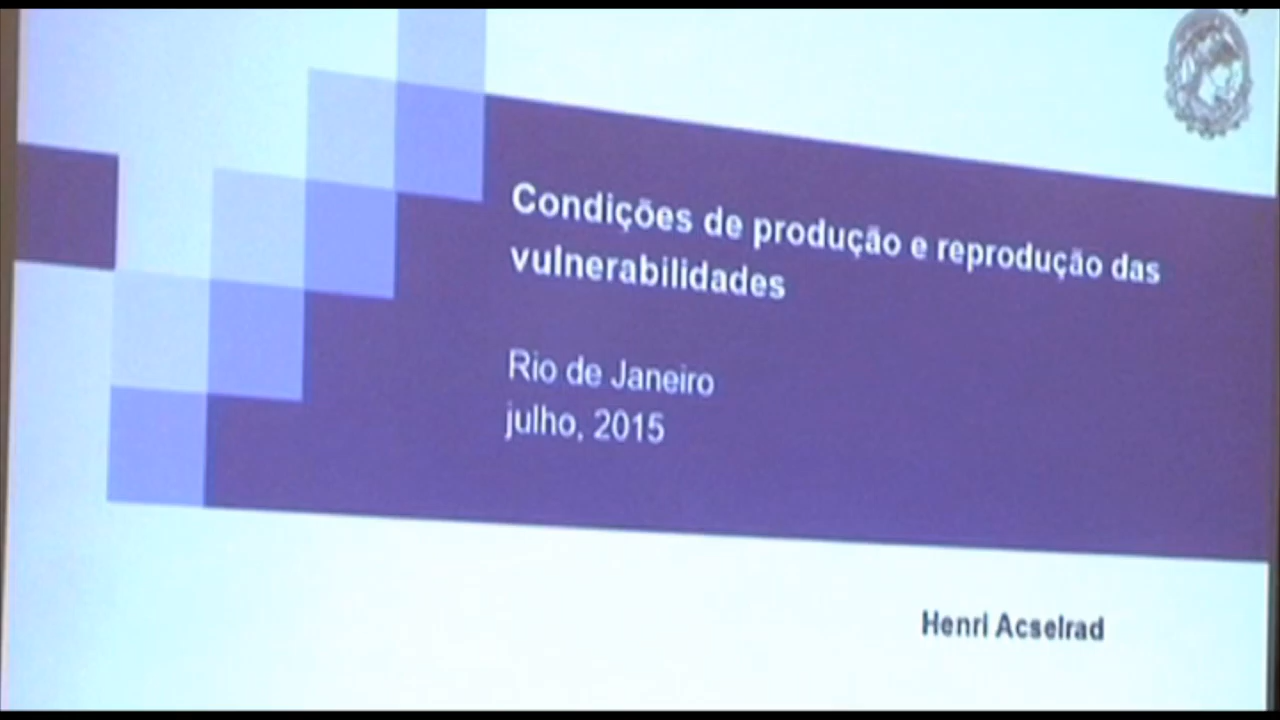 Condições de produção e reprodução das
vulnerabilidades
Rio de Janeiro
julho, 2015
Henri Acselrad